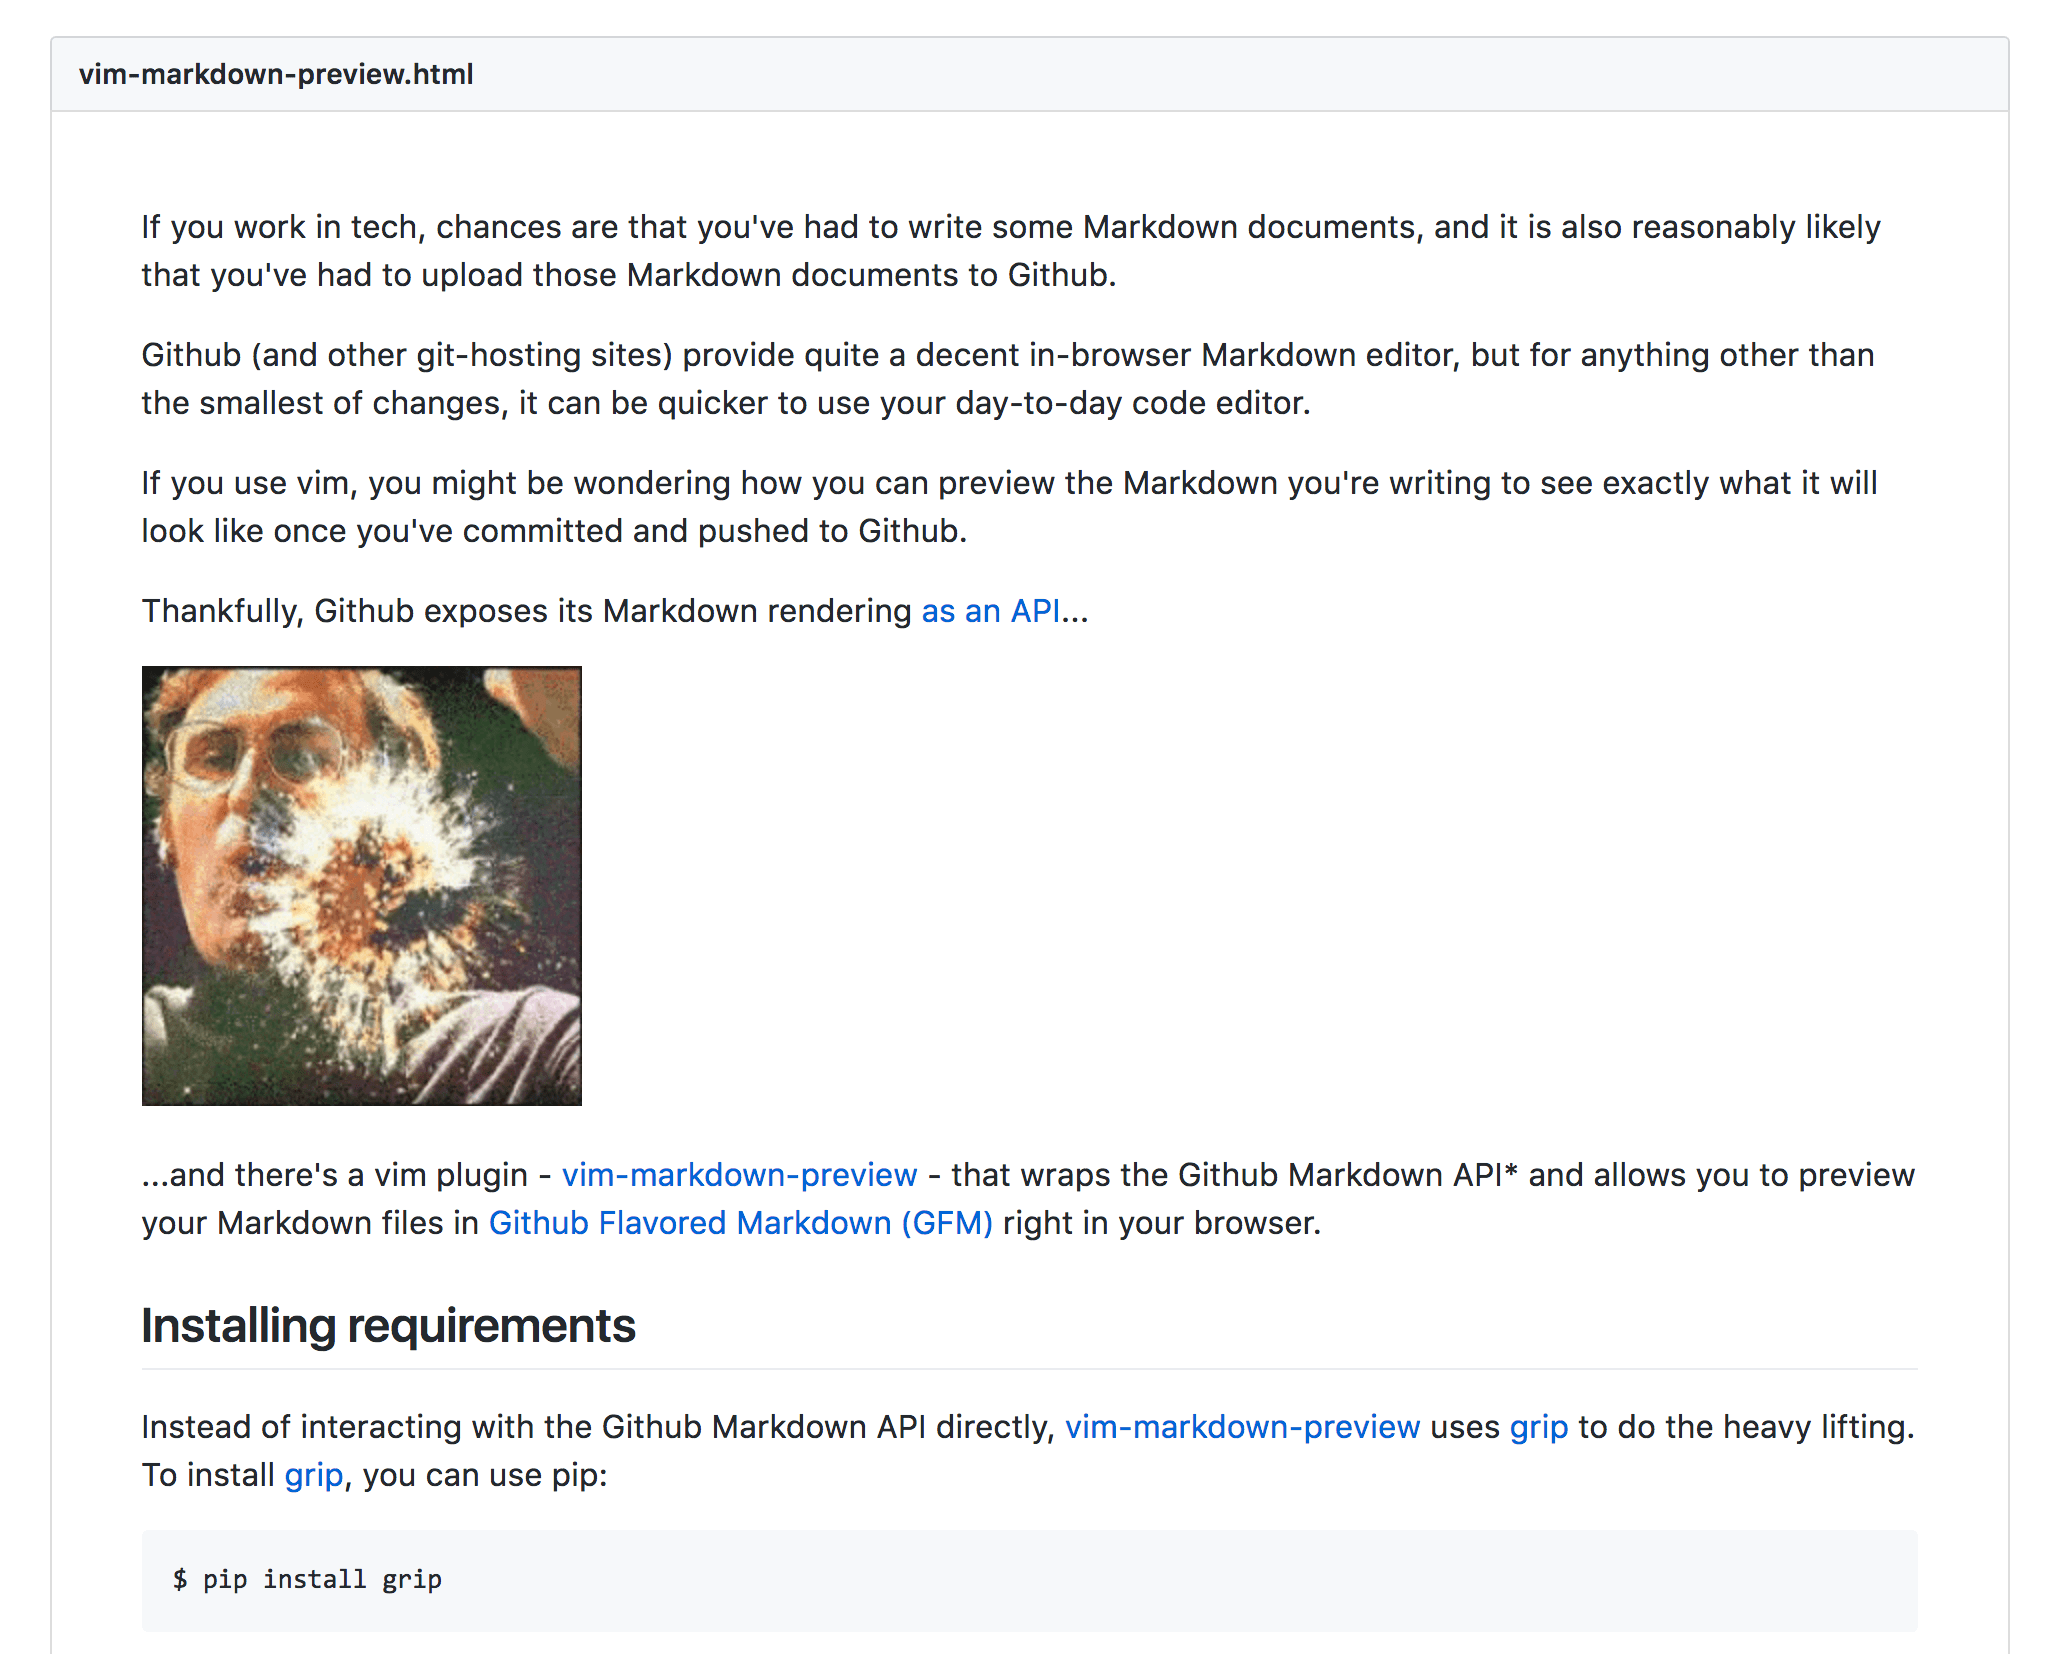 vim-markdown-preview.html
If you work in tech, chances are that you've had to write some Markdown documents, and it is also reasonably likely
that you've had to upload those Markdown documents to Github.
Github (and other git-hosting sites) provide quite a decent in-browser Markdown editor, but for anything other than
the smallest of changes, it can be quicker to use your day-to-day code editor.
If you use vim, you might be wondering how you can preview the Markdown you're writing to see exactly what it will
look like once you've committed and pushed to Github.
Thankfully, Github exposes its Markdown rendering as an API...
...and there's a vim plugin - vim-markdown-preview - that wraps the Github Markdown API* and allows you to preview
your Markdown files in Github Flavored Markdown (GFM) right in your browser.
Installing requirements
Instead of interacting with the Github Markdown API directly, vim-markdown-preview uses grip to do the heavy lifting.
To install grip, you can use pip:
$ pip install grip